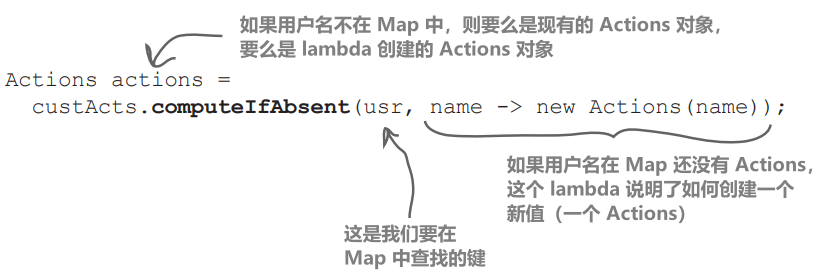 如果用户名不在 Map 中，则要么是现有的 Actions 对象，
要么是 lambda 创建的 Actions 对象
Actions actions =
custActs.computeIfAbsent(usr, name -> new Actions(name));
如果用户名在 Map 还没有 Actions，
这个 lambda 说明了如何创建一个
新值（一个 Actions）
这是我们要在
Map 中查找的键